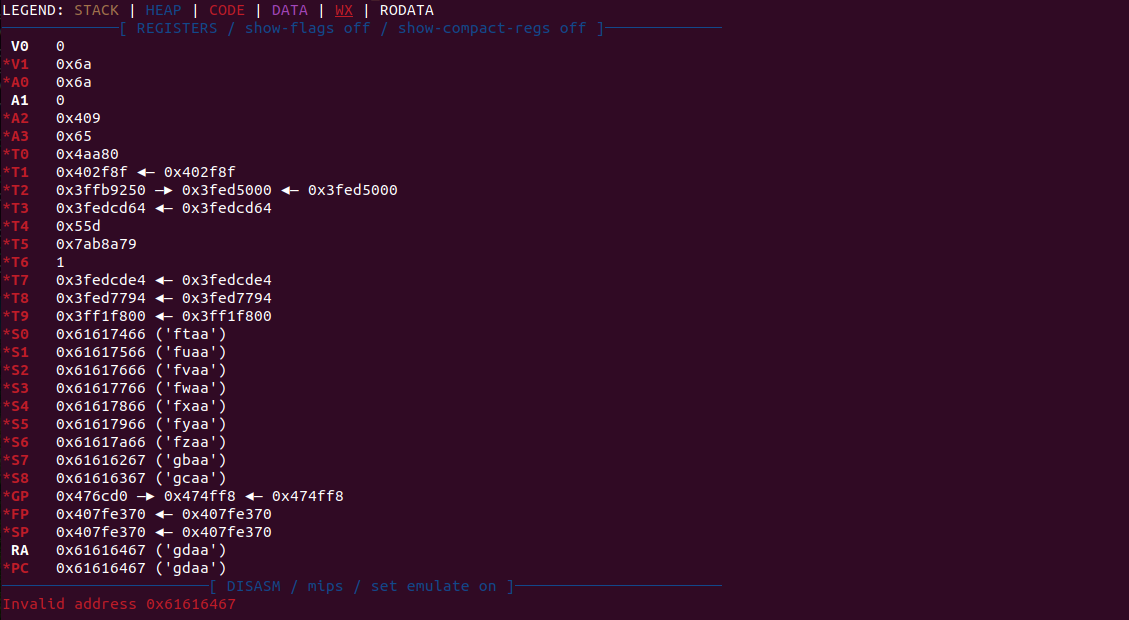 LEGEND: STACK | HEAP | CODE | DATA | WX | RODATA
[ REGISTERS / show-flags off / show-compact-regs off ]
V0 0
*V1 0x6a
*A0 0x6a
A1 0
*A2 0x409
*A3 0x65
*T0 0x4aa80
*T1 0x402f8f ← 0x402f8f
*T2 0x3ffb9250 → 0x3fed5000 ← 0x3fed5000
*T3 0x3fedcd64 ← 0x3fedcd64
*T4 0x55d
*T5 0x7ab8a79
*T6 1
*T7 0x3fedcde4 ← 0x3fedcde4
*T8 0x3fed7794 ← 0x3fed7794
*T9 0x3ff1f800 ← 0x3ff1f800
*S0 0x61617466 ('ftaa')
*S1 0x61617566 ('fuaa')
*S2 0x61617666 ('fvaa')
*S3 0x61617766 ('fwaa')
*S4 0x61617866 ('fxaa')
*S5 0x61617966 ('fyaa')
*S6 0x61617a66 ('fzaa')
*S7 0x61616267 ('gbaa')
*S8 0x61616367 ('gcaa')
*GP 0x476cd0 → 0x474ff8 ← 0x474ff8
*FP 0x407fe370 ← 0x407fe370
*SP 0x407fe370 ← 0x407fe370
RA 0x61616467 ('gdaa')
*PC 0x61616467 ('gdaa')
[ DISASM / mips / set emulate on ]
Invalid address 0x61616467